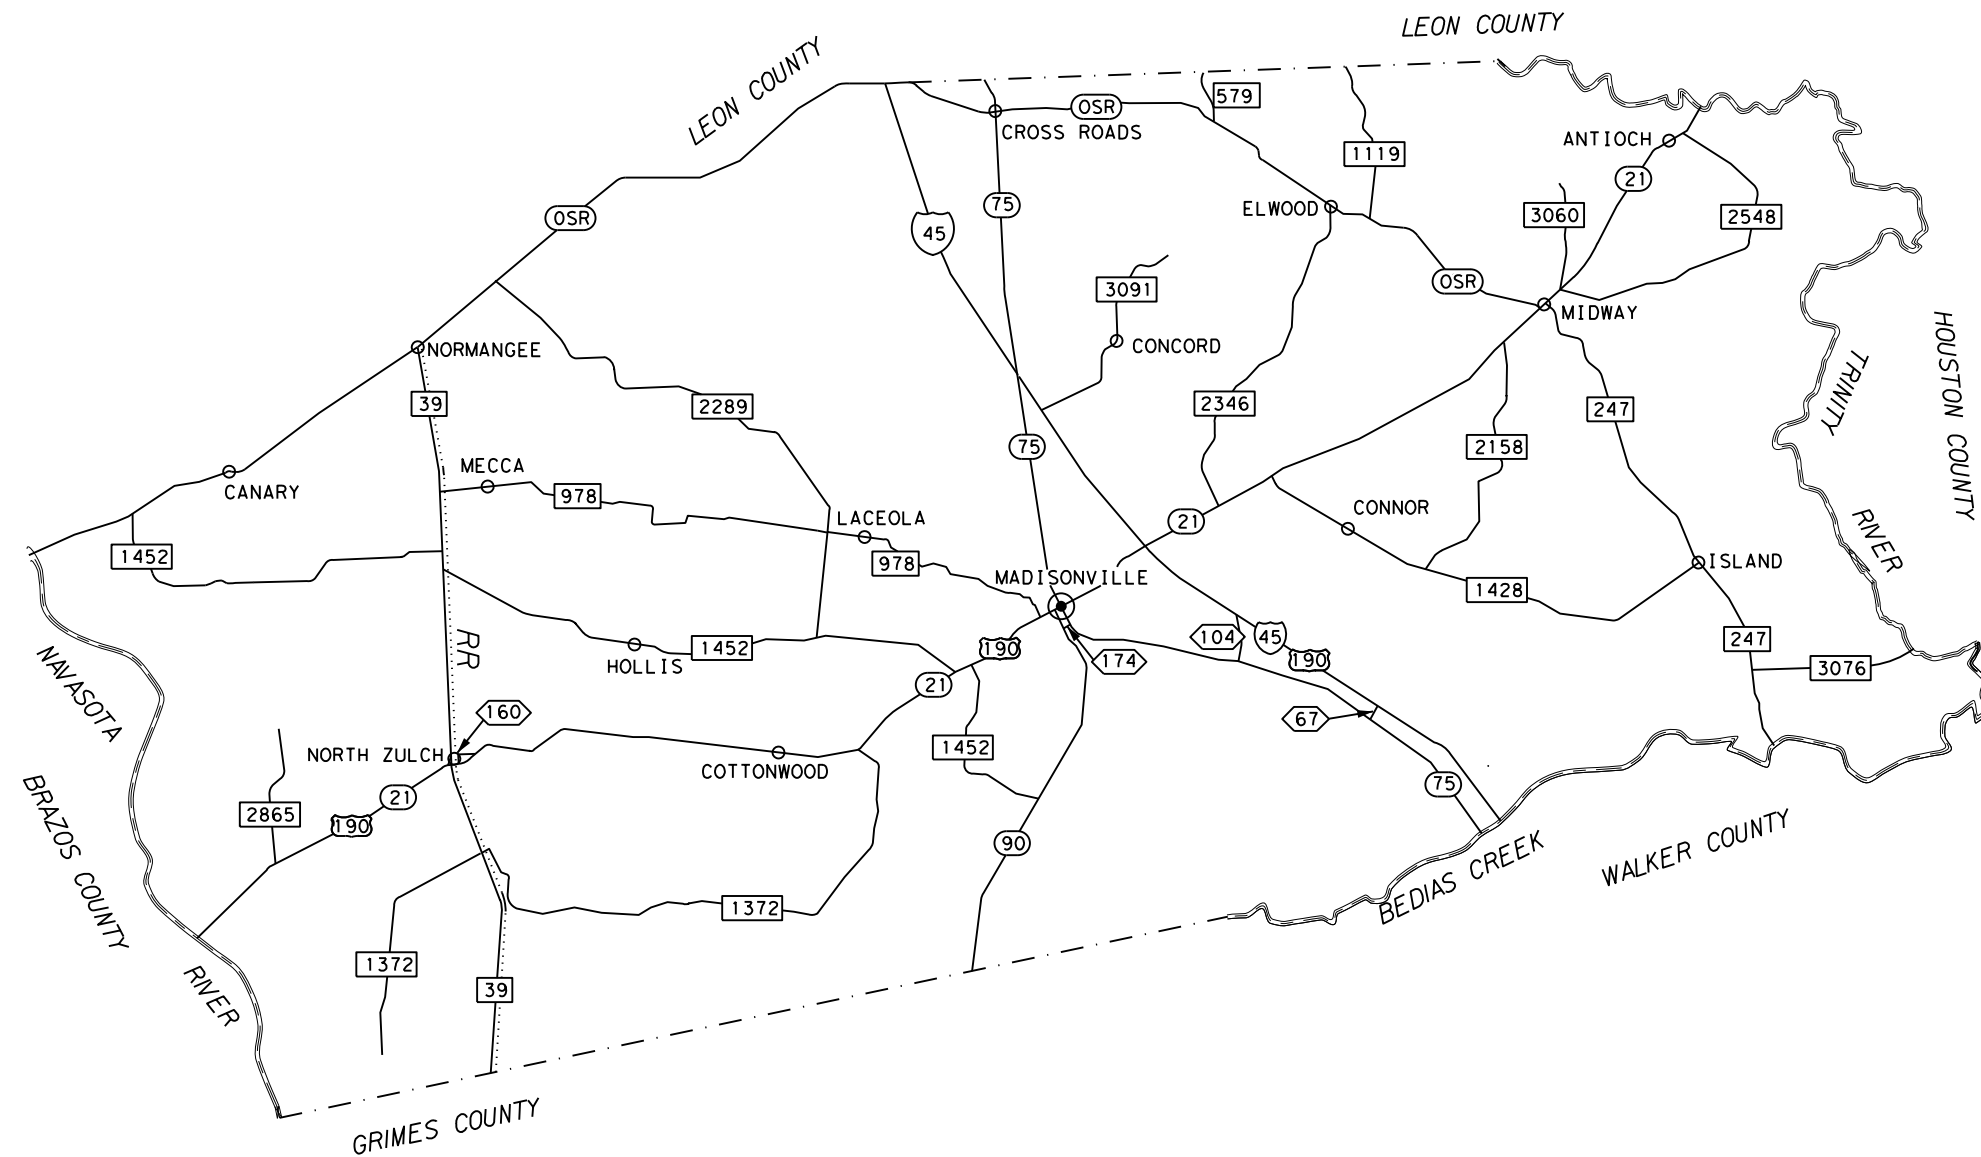 LEON COUNTY
LEON COUNTY
579
OSR
CROSS ROADS
ANTIOCH
1119
21
75
OSR
ELWOOD
3060
2548
45
OSR
3091
MIDWAY
HOUSTON COUNTY
NORMANGEE
CONCORD
TRINITY
39
2289
2346
247
75
2158
MECCA
CANARY
978
CONNOR
LACEOLA
21
RIVER
1452
978
ISLAND
MADISONVILLE
1428
RR
HOLLIS
1452
190
104
45
190
174
247
3076
NAVASOTA
21
160
67
NORTH ZULCH
COTTONWOOD
1452
75
21
2865
190
BRAZOS COUNTY
90
WALKER COUNTY
BEDIAS CREEK
1372
1372
39
RIVER
GRIMES COUNTY